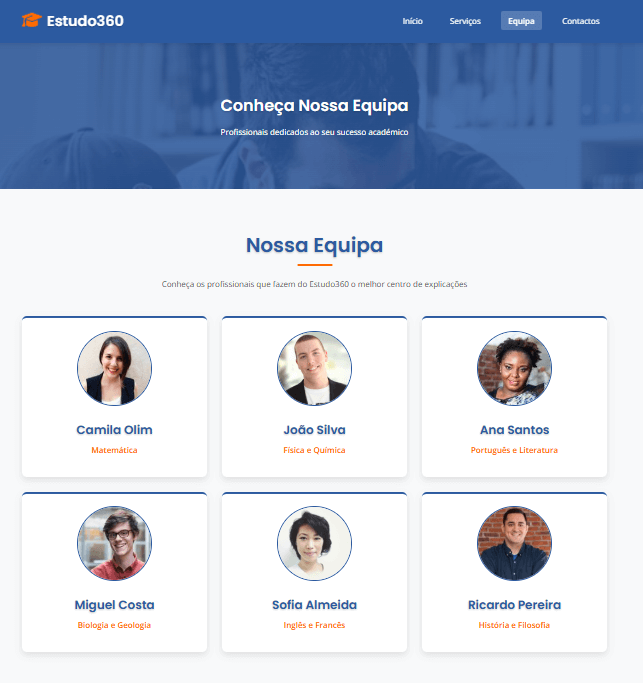 Estudo360
Início Serviços Equipa Contactos
Conheça Nossa Equipa
Profissionais dedicados ao seu sucesso académico
Nossa Equipa
Conheça os profissionais que fazem do Estudo360 o melhor centro de explicações
Camila Olim
Matemática
João Silva
Física e Química
Ana Santos
Português e Literatura
Miguel Costa
Biologia e Geologia
Sofia Almeida
Inglês e Francês
Ricardo Pereira
História e Filosofia